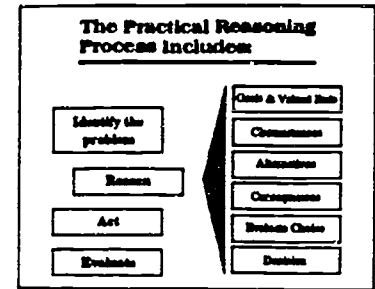 The Practical Reasoning
Process Includes:
Identify the
problem
Reason
Act
Evaluate
Goals & Valued Ends
Circumstances
Alternatives
Consequences
Evaluate Choice
Decision